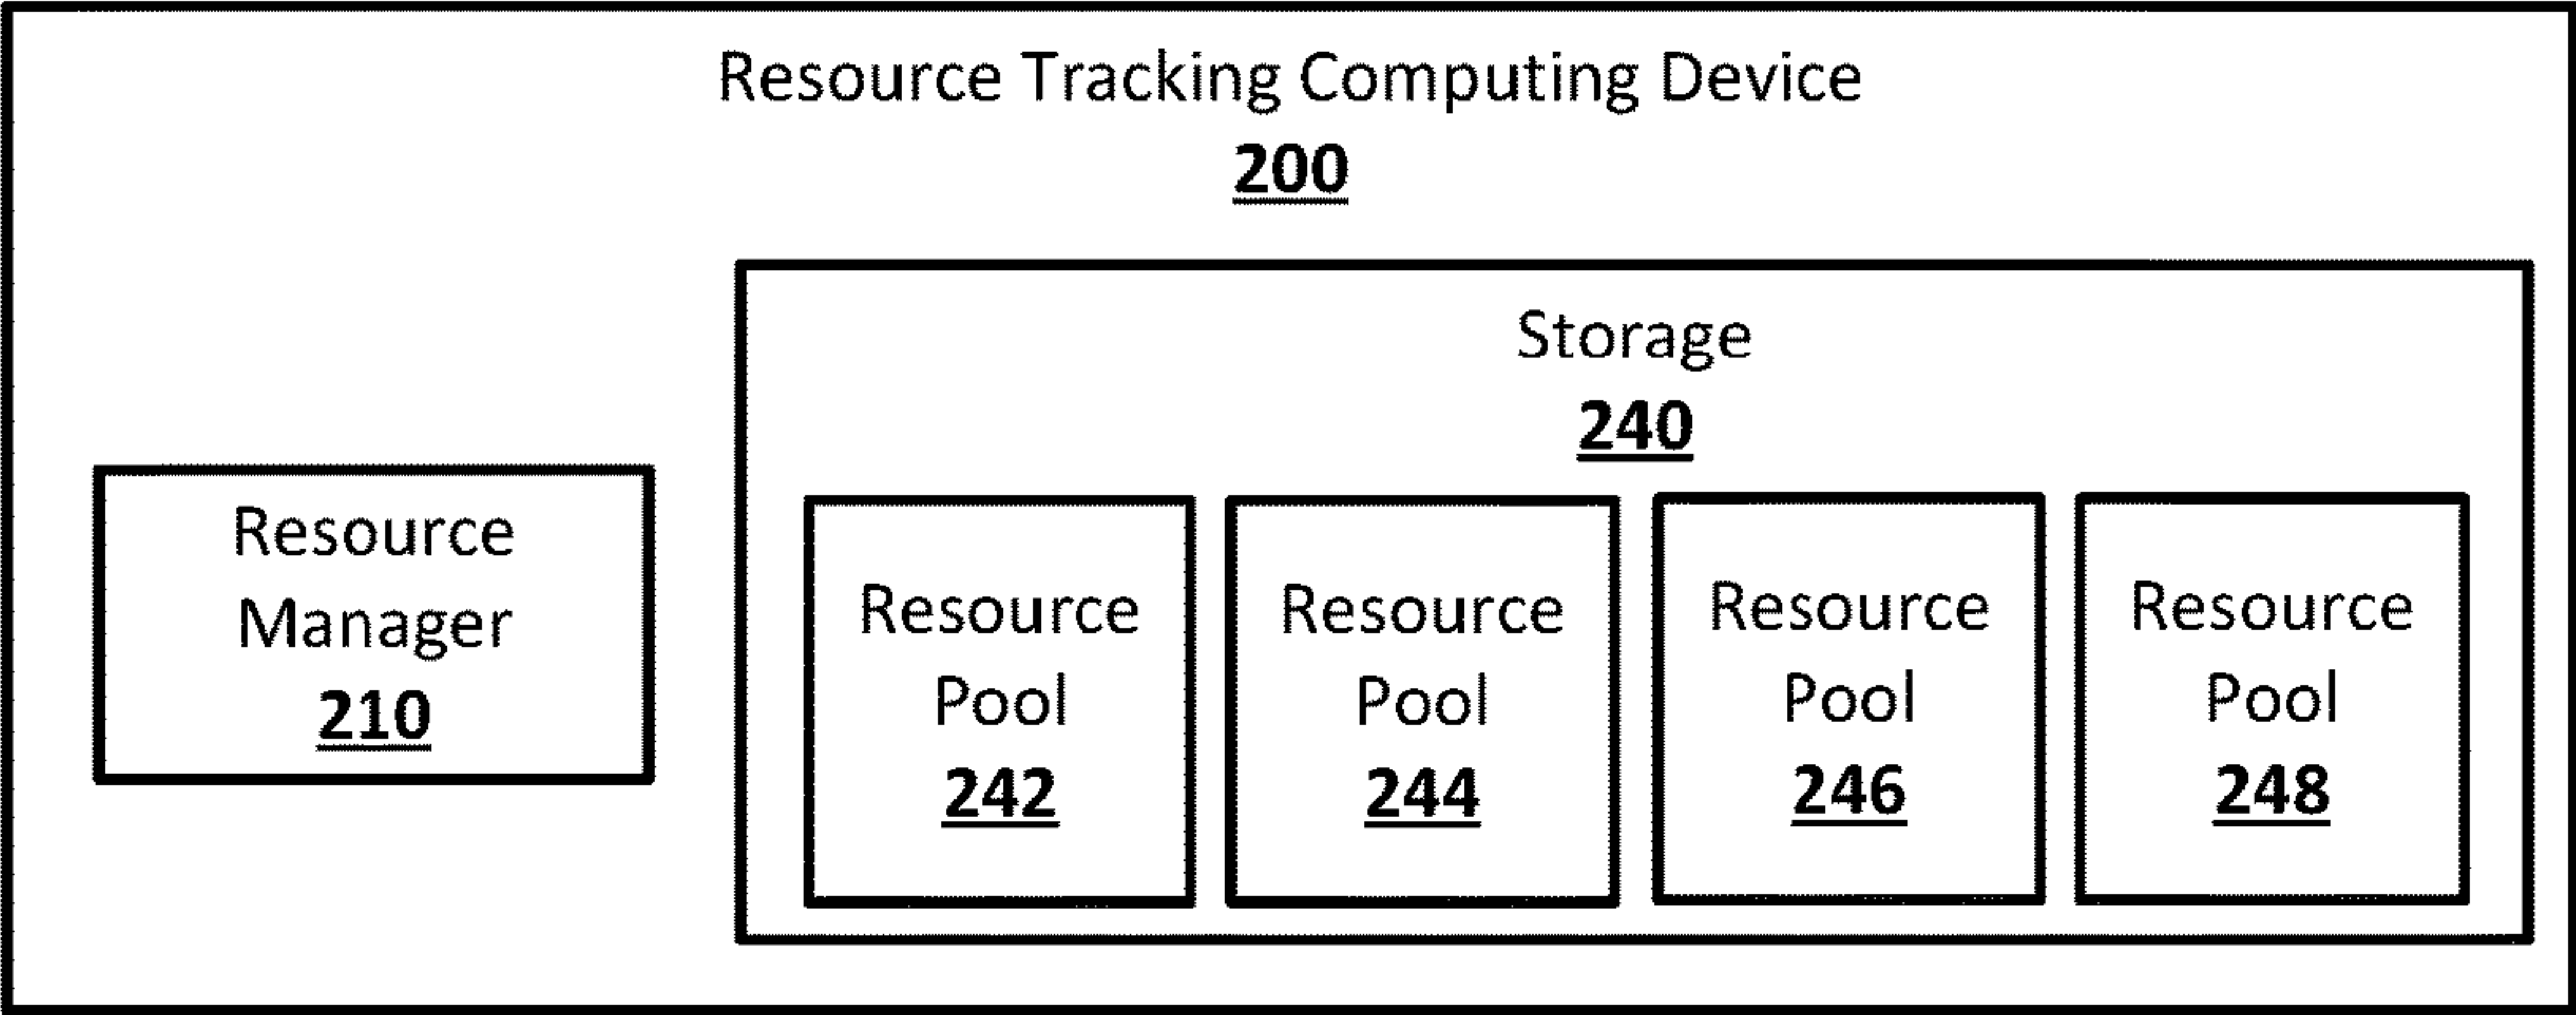 Resource Tracking Computing Device
200
Storage
240
Resource
Manager
210
Resource
Pool
242
Resource
Pool
244
Resource
Pool
246
Resource
Pool
248